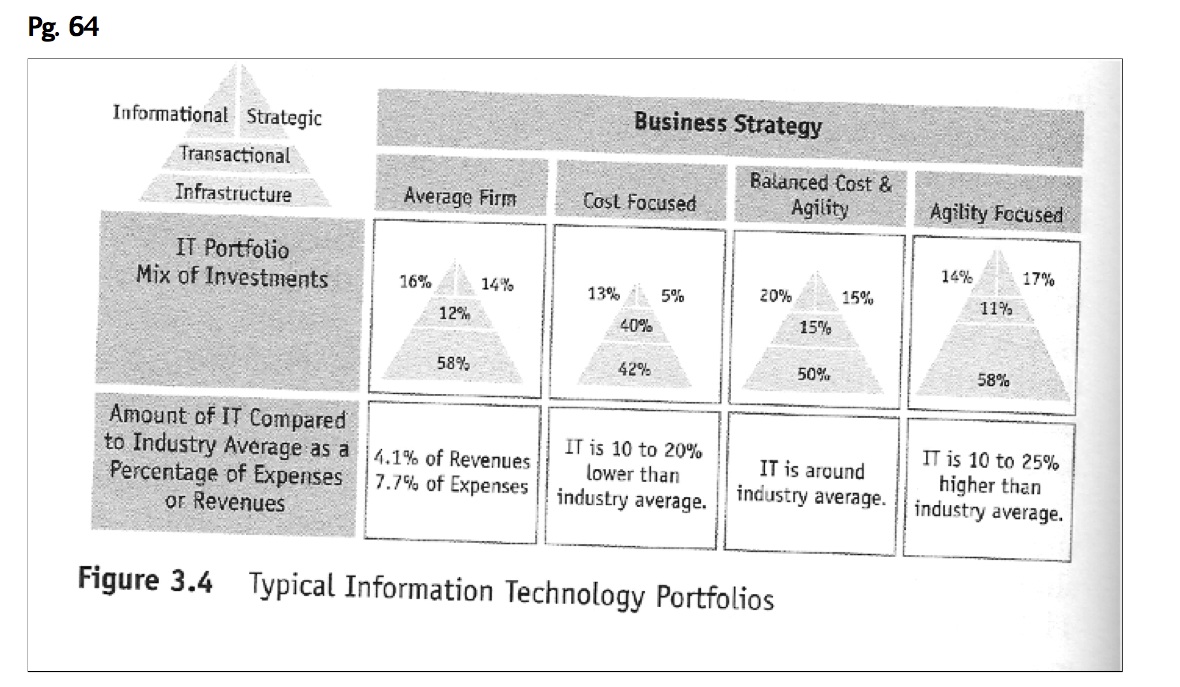 Pg. 64
Informational Strategic
Transactional
Infrastructure
Business Strategy
Average Firm
Cost Focused
Balanced Cost &
Agility
Agility Focused
IT Portfolio
Mix of Investments
16% 14%
12%
58%
13% 5%
40%
42%
20% 15%
15%
50%
14% 17%
11%
58%
Amount of IT Compared
to Industry Average as a
Percentage of Expenses
or Revenues
4.1% of Revenues
7.7% of Expenses
IT is 10 to 20%
lower than
industry average.
IT is around
industry average.
IT is 10 to 25%
higher than
industry average.
Figure 3.4 Typical Information Technology Portfolios